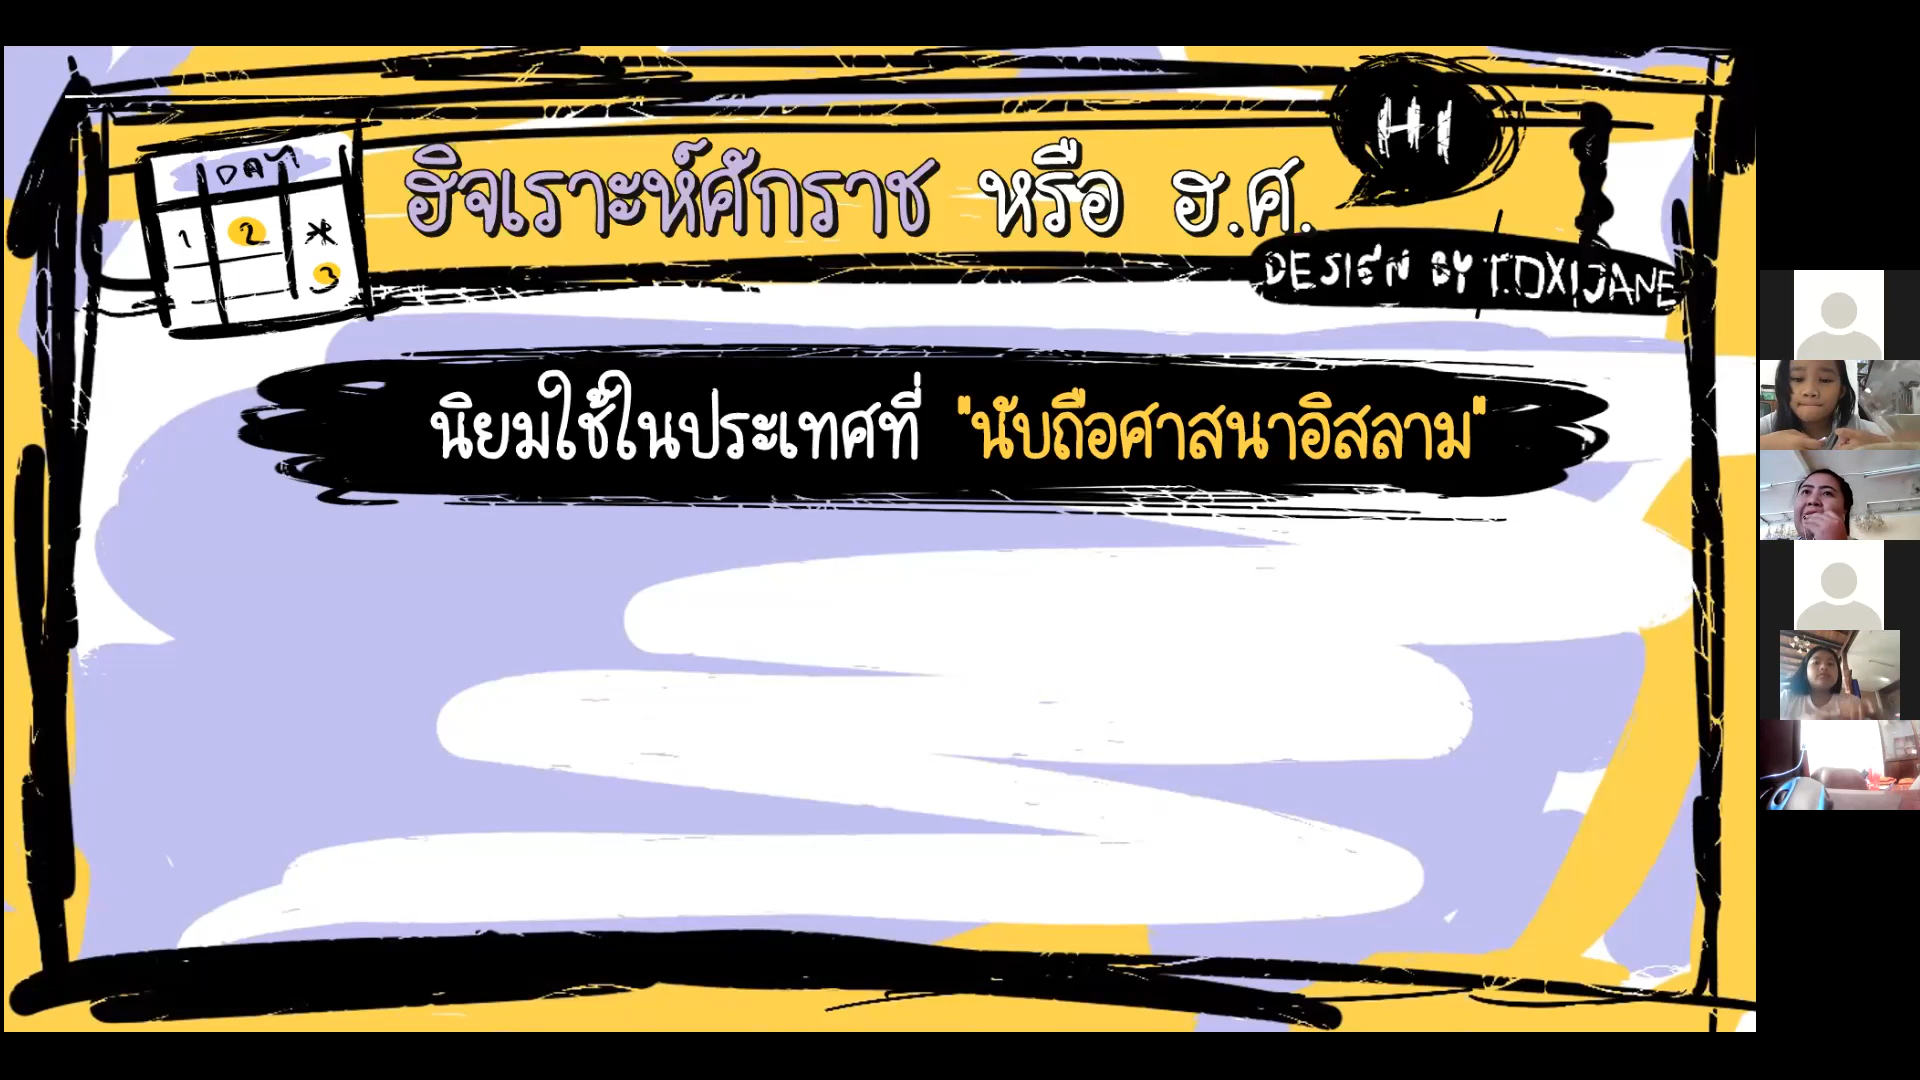 HI
DAY
ฮิจเราะห์ศักราช หรือ ฮ.ศ.
1 2
3
DESIGN BY TOXIJANE
นิยมใช้ในประเทศที่ "นับถือศาสนาอิสลาม"